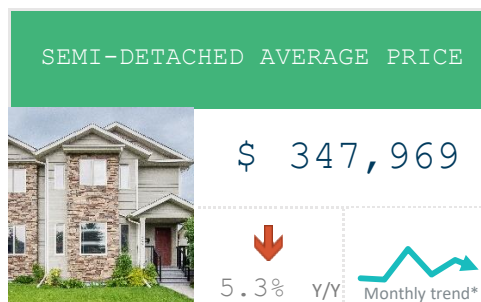 SEMI-DETACHED AVERAGE PRICE
$ 347,969
5.3% Y/Y
Monthly trend*